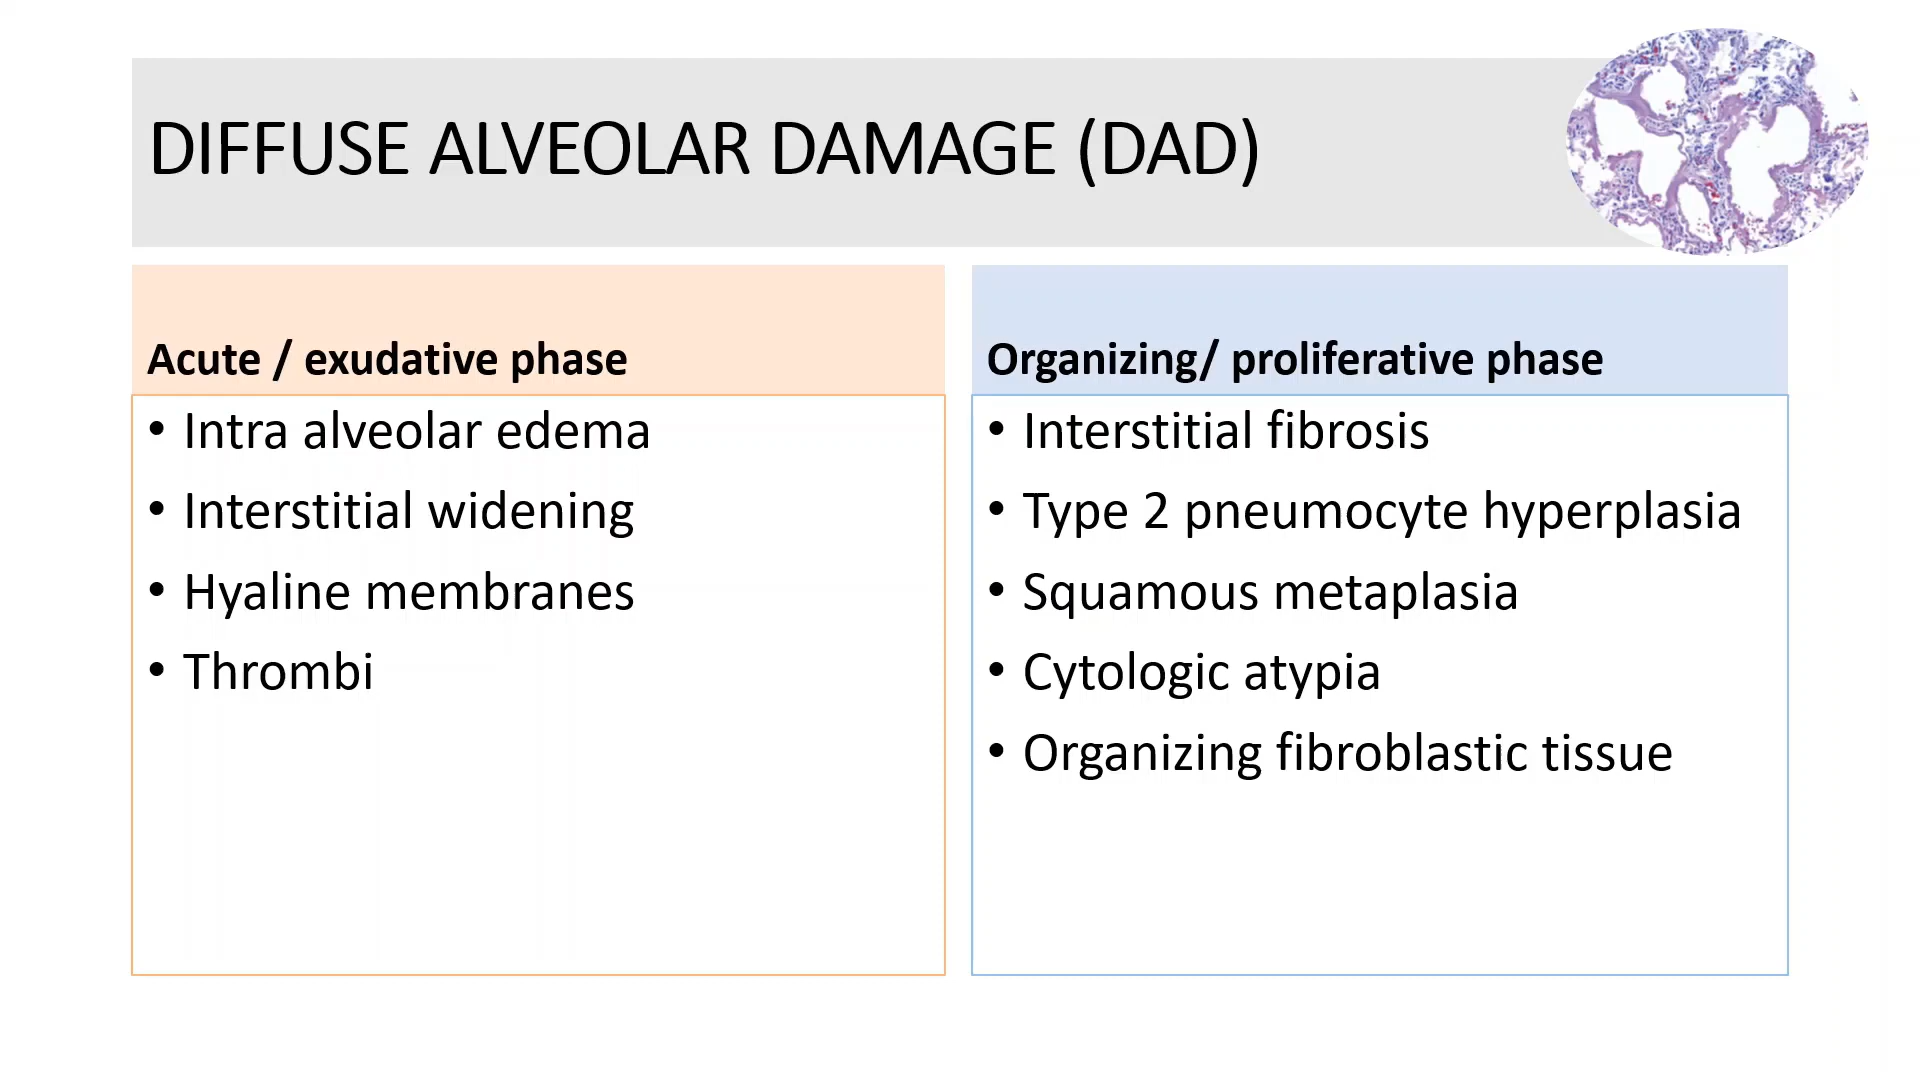 DIFFUSE ALVEOLAR DAMAGE (DAD)
Acute / exudative phase
• Intra alveolar edema
• Interstitial widening
• Hyaline membranes
• Thrombi
Organizing/ proliferative phase
• Interstitial fibrosis
• Type 2 pneumocyte hyperplasia
• Squamous metaplasia
• Cytologic atypia
• Organizing fibroblastic tissue